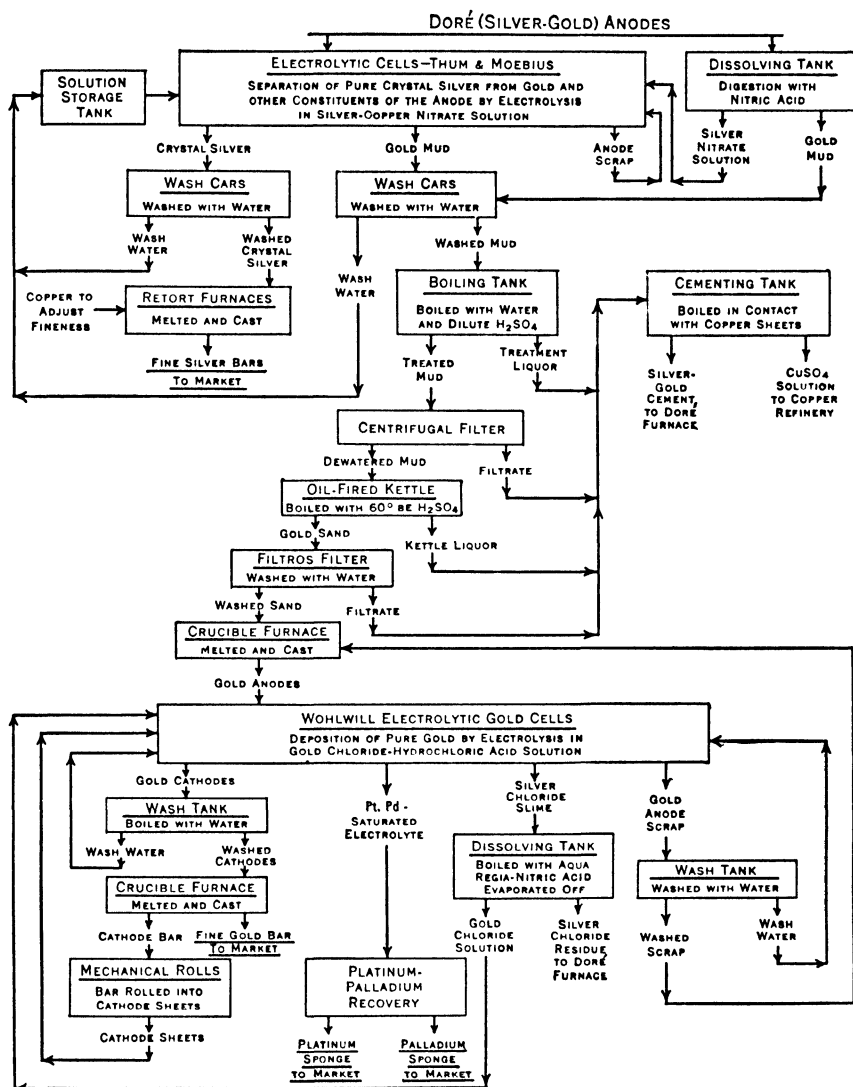 DORÉ (SILVER-GOLD) ANODES
ELECTROLYTIC CELLS-THUM & MOEBIUS
SEPARATION OF PURE CRYSTAL SILVER FROM GOLD AND
OTHER CONSTITUENTS OF THE ANODE BY ELECTROLYSIS
IN SILVER-COPPER NITRATE SOLUTION
DISSOLVING TANK
DIGESTION WITH
NITRIC ACID
SOLUTION
STORAGE
TANK
CRYSTAL SILVER
GOLD MUD
ANODE
SCRAP
SILVER
NITRATE
SOLUTION
GOLD
MUD
WASH CARS
WASHED WITH WATER
WASH CARS
WASHED WITH WATER
WASH
WATER
WASHED
CRYSTAL
SILVER
WASH
WATER
WASHED MUD
COPPER TO
ADJUST
FINENESS
RETORT FURNACES
MELTED AND CAST
BOILING TANK
BOILED WITH WATER
AND DILUTE H2SO4
CEMENTING TANK
BOILED IN CONTACT
WITH COPPER SHEETS
FINE SILVER BARS
TO MARKET
TREATED
MUD
TREATMENT
LIQUOR
SILVER-
GOLD
CEMENT,
TO DORÉ
FURNACE
CUSO4
SOLUTION
TO COPPER
REFINERY
CENTRIFUGAL FILTER
DEWATERED MUD
FILTRATE
OIL-FIRED KETTLE
BOILED WITH 60° BE H2SO4
GOLD SAND
KETTLE LIQUOR
FILTROS FILTER
WASHED WITH WATER
WASHED SAND
FILTRATE
CRUCIBLE FURNACE
MELTED AND CAST
GOLD ANODES
WOHLWILL ELECTROLYTIC GOLD CELLS
DEPOSITION OF PURE GOLD BY ELECTROLYSIS IN
GOLD CHLORIDE-HYDROCHLORIC ACID SOLUTION
GOLD CATHODES
PT. PD -
SATURATED
ELECTROLYTE
SILVER
CHLORIDE
SLIME
GOLD
ANODE
SCRAP
WASH TANK
BOILED WITH WATER
WASH WATER
WASHED
CATHODES
DISSOLVING TANK
BOILED WITH AQUA
REGIA-NITRIC ACID
EVAPORATED OFF
WASH TANK
WASHED WITH WATER
CRUCIBLE FURNACE
MELTED AND CAST
CATHODE BAR
FINE GOLD BAR
TO MARKET
GOLD
CHLORIDE
SOLUTION
SILVER
CHLORIDE
RESIDUE
TO DORÉ
FURNACE
WASHED
SCRAP
WASH
WATER
MECHANICAL ROLLS
BAR ROLLED INTO
CATHODE SHEETS
PLATINUM-
PALLADIUM
RECOVERY
CATHODE SHEETS
PLATINUM
SPONGE
TO MARKET
PALLADIUM
SPONGE
TO MARKET